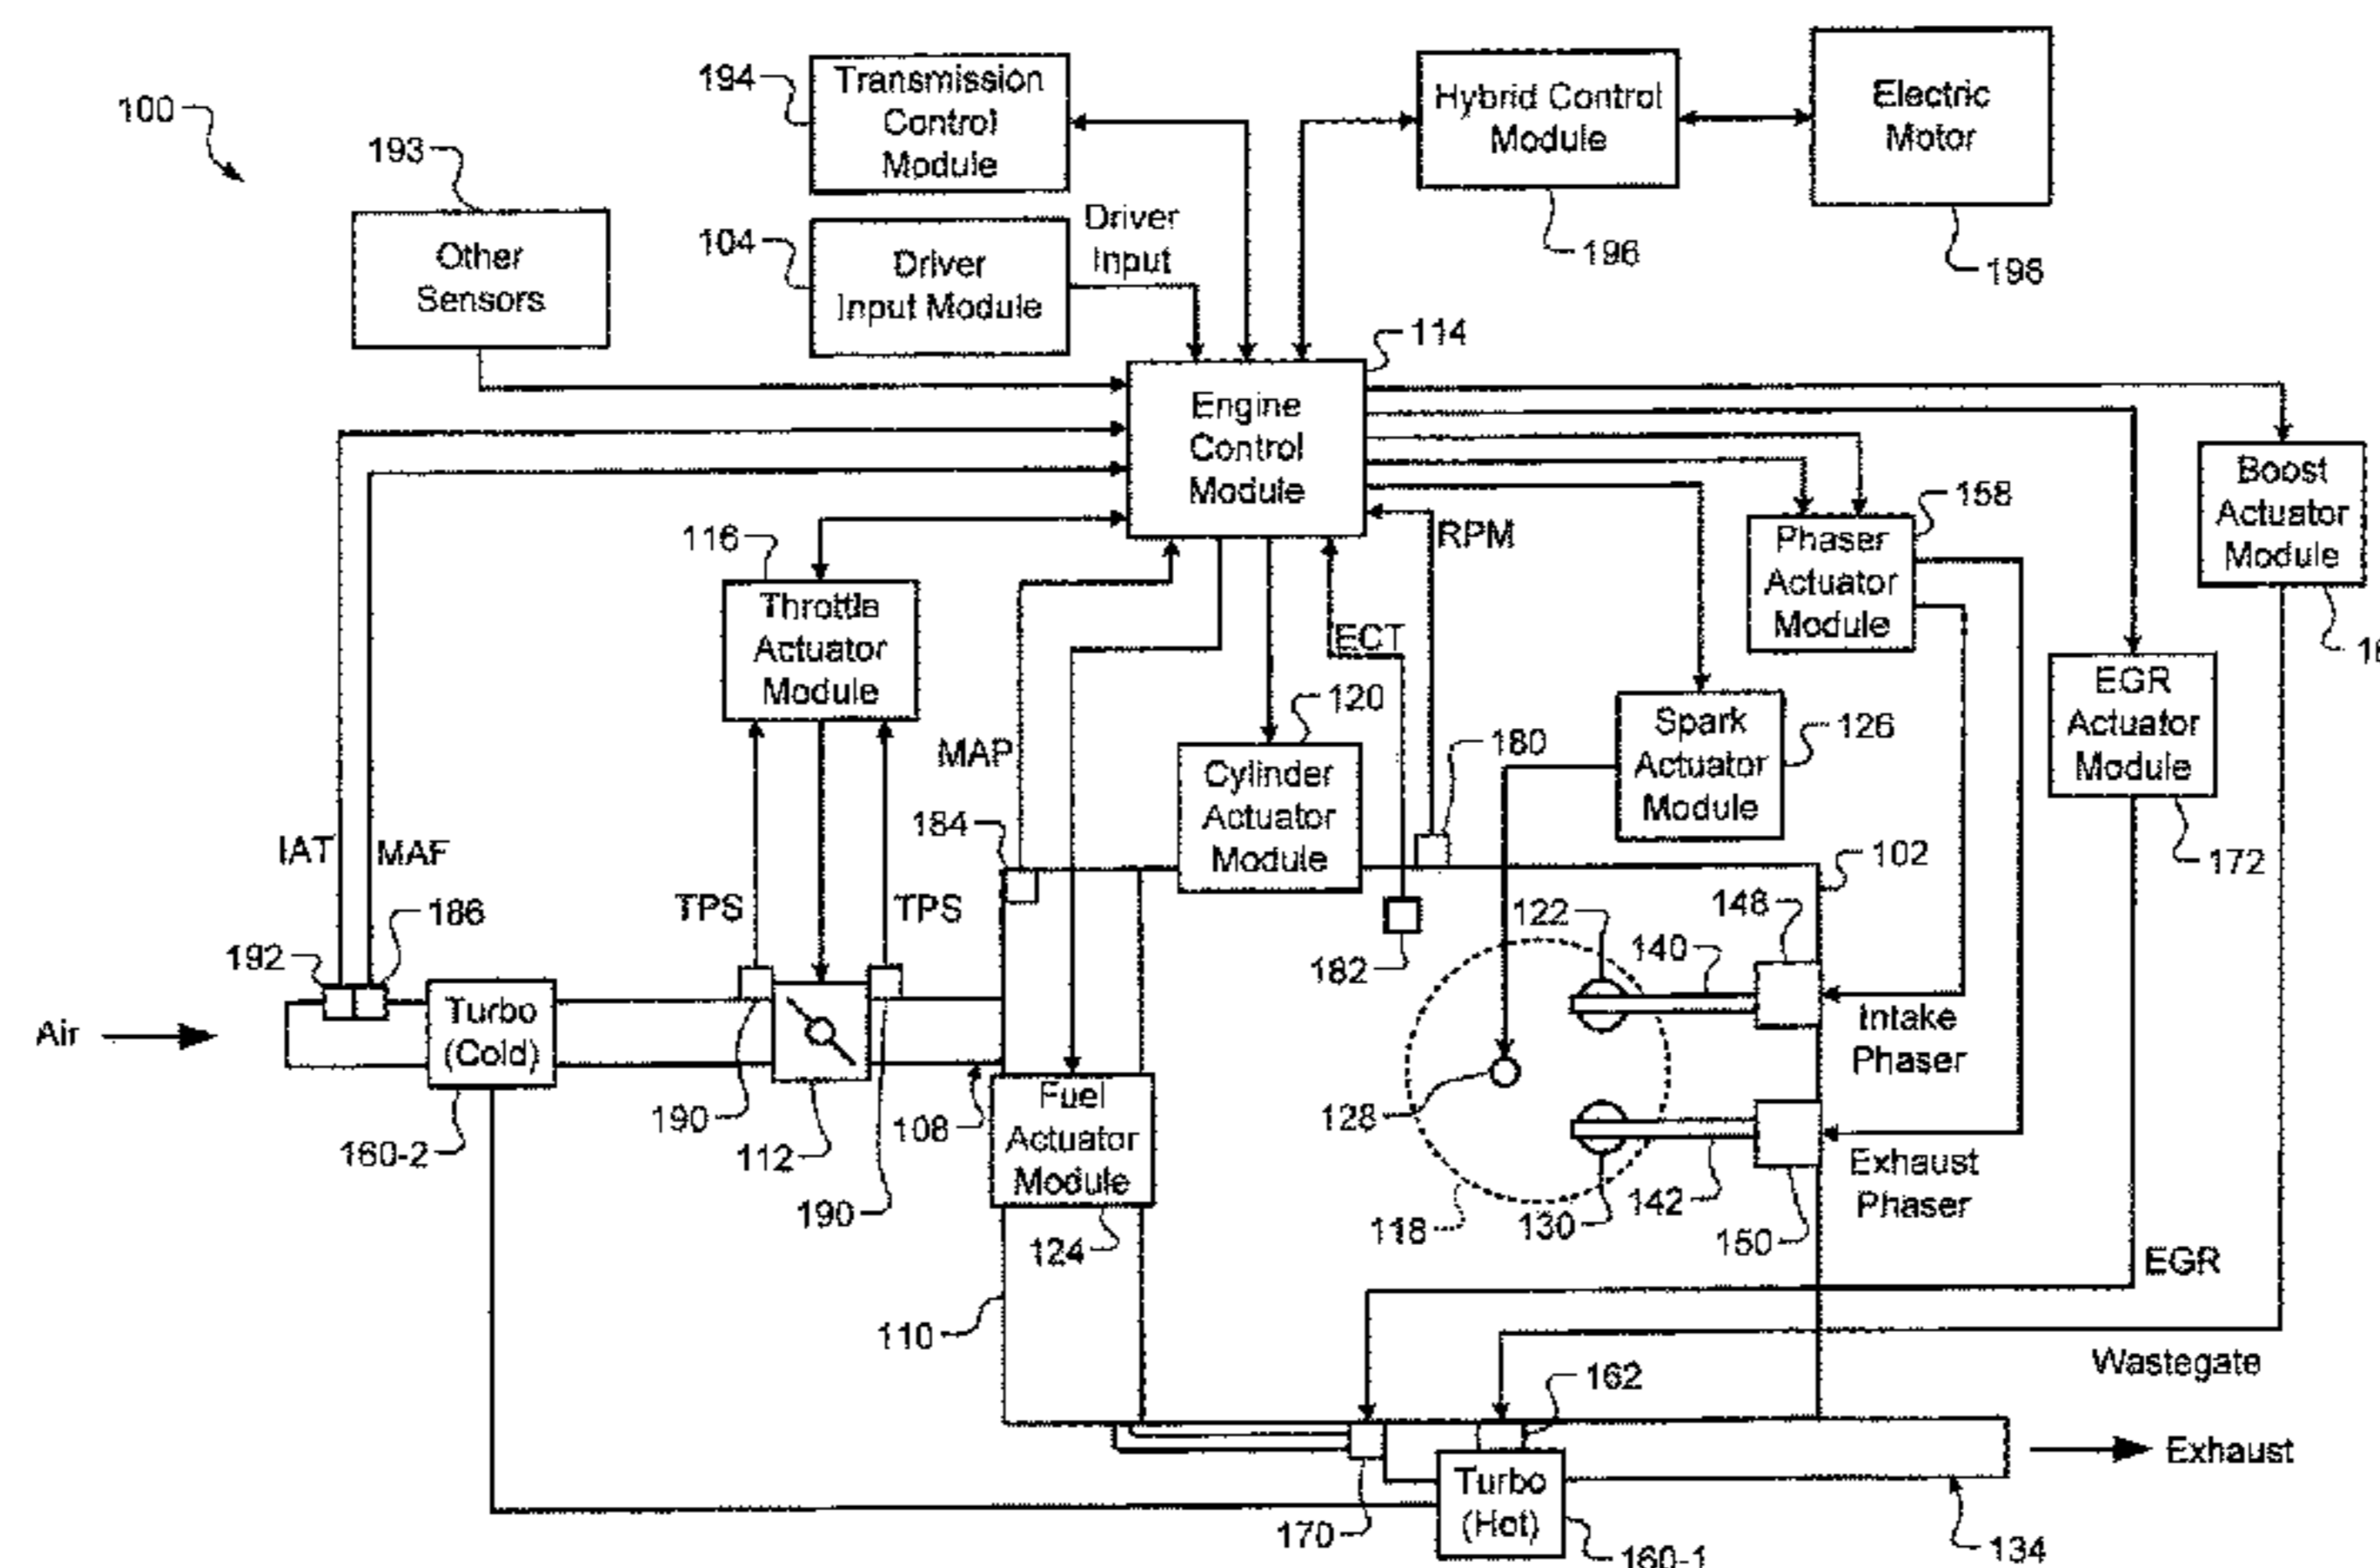 100
194
Transmission
Control
Module
Hybrid Control
Module
196
Electric
Motor
198
193
Other
Sensors
104
Driver
Input Module
Driver
Input
114
Engine
Control
Module
116
Throttle
Actuator
Module
RPM
ECT
MAP
158
Phaser
Actuator
Module
Boost
Actuator
Module
EGR
Actuator
Module
172
120
Cylinder
Actuator
Module
180
Spark
Actuator
Module
126
184
IAT
MAF
TPS
TPS
102
192
186
182
122
140
148
Air
Turbo
(Cold)
160-2
190
112
190
108
Fuel
Actuator
Module
124
128
Intake
Phaser
Exhaust
Phaser
118
130
142
150
EGR
110
162
Wastegate
Exhaust
170
Turbo
(Hot)
160-1
134